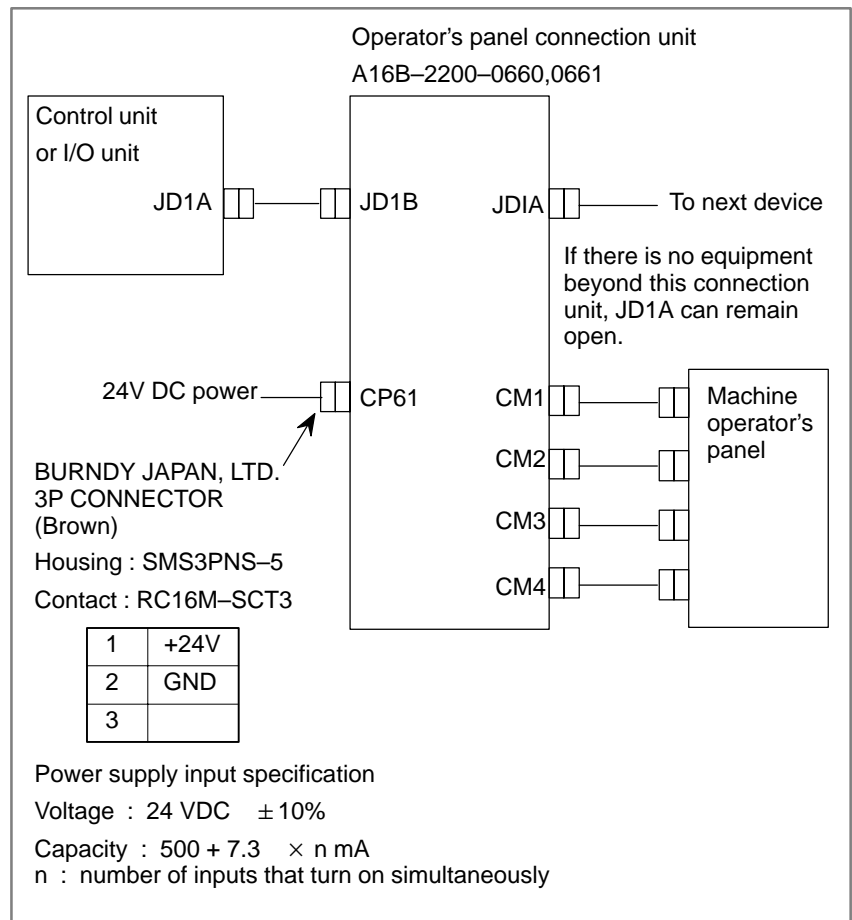 Operator's panel connection unit
A16B–2200–0660,0661
Control unit
or I/O unit
JD1A
JD1B
JDIA
To next device
If there is no equipment
beyond this connection
unit, JD1A can remain
open.
24V DC power
CP61
CM1
CM2
CM3
CM4
Machine
operator's
panel
BURNDY JAPAN, LTD.
3P CONNECTOR
(Brown)
Housing : SMS3PNS–5
Contact : RC16M–SCT3
1 +24V
2 GND
3
Power supply input specification
Voltage : 24 VDC ±10%
Capacity : 500 + 7.3 × n mA
n : number of inputs that turn on simultaneously